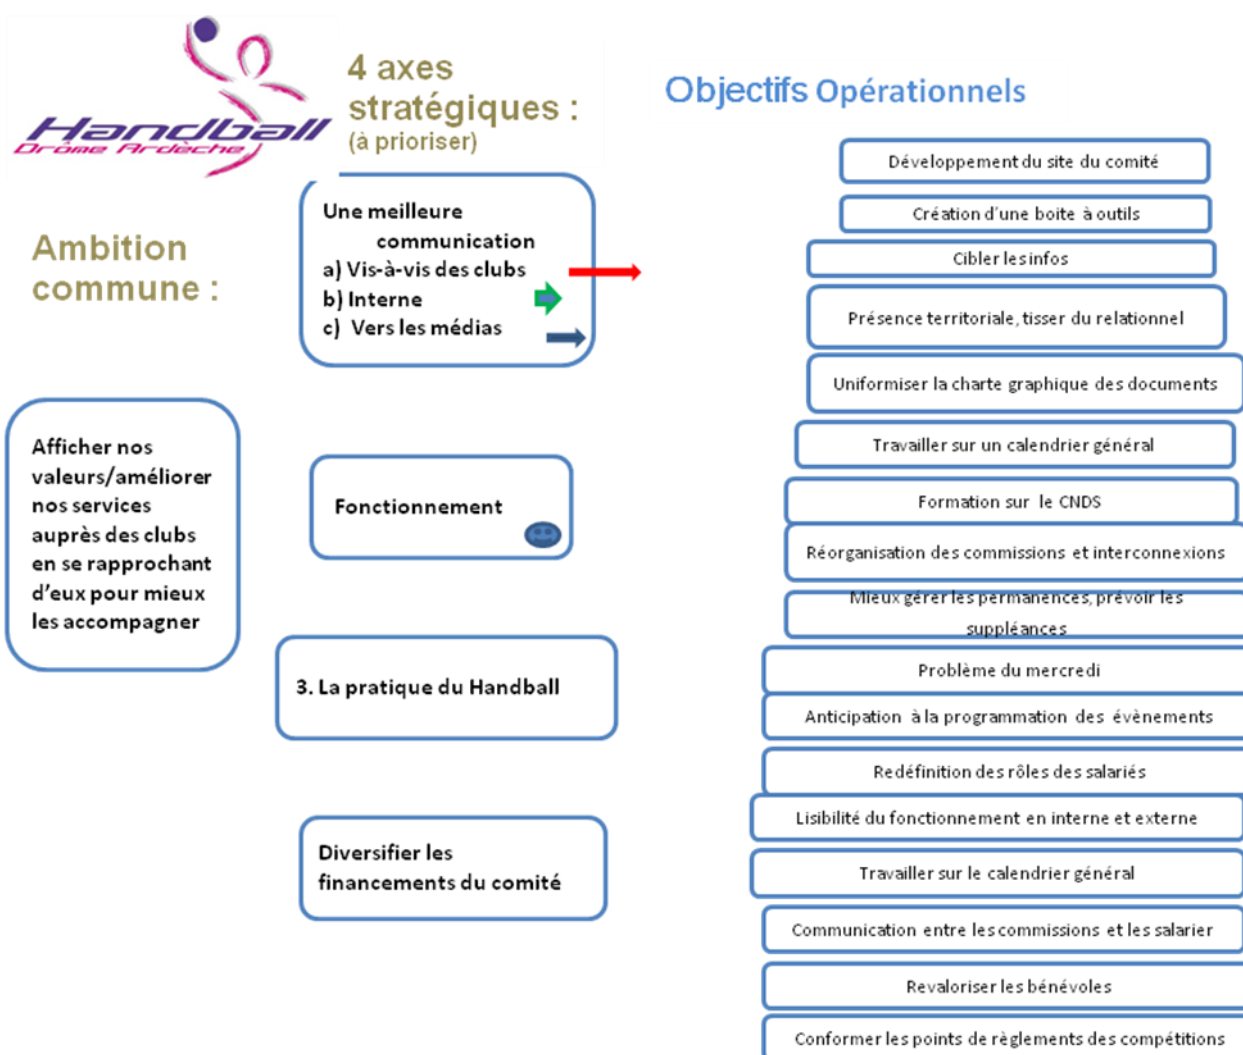 Handball
Drôme Ardèche
4 axes
stratégiques :
(à prioriser)
Objectifs Opérationnels
Ambition
commune :
Afficher nos
valeurs/améliorer
nos services
auprès des clubs
en se rapprochant
d'eux pour mieux
les accompagner
Une meilleure
communication
a) Vis-à-vis des clubs
b) Interne
c) Vers les médias
Fonctionnement
3. La pratique du Handball
Diversifier les
financements du comité
Développement du site du comité
Création d'une boite à outils
Cibler les infos
Présence territoriale, tisser du relationnel
Uniformiser la charte graphique des documents
Travailler sur un calendrier général
Formation sur le CNDS
Réorganisation des commissions et interconnexions
Mieux gérer les permanences, prévoir les
suppléances
Problème du mercredi
Anticipation à la programmation des évènements
Redéfinition des rôles des salariés
Lisibilité du fonctionnement en interne et externe
Travailler sur le calendrier général
Communication entre les commissions et les salarier
Revaloriser les bénévoles
Conformer les points de règlements des compétitions